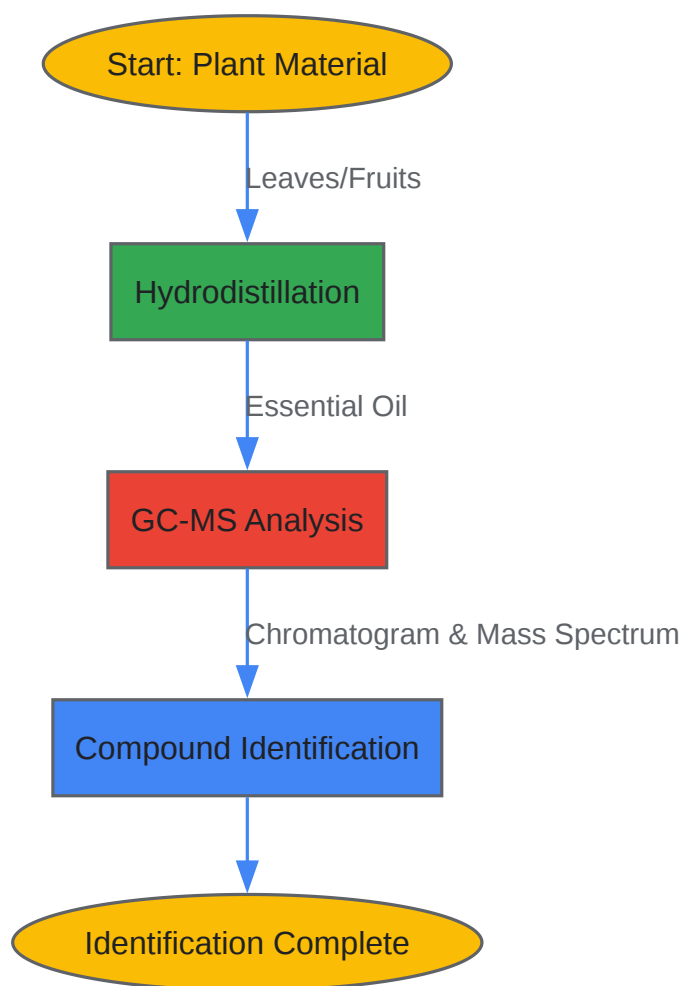 Start: Plant Material
Leaves/Fruits
Hydrodistillation
Essential Oil
GC-MS Analysis
Chromatogram & Mass Spectrum
Compound Identification
Identification Complete